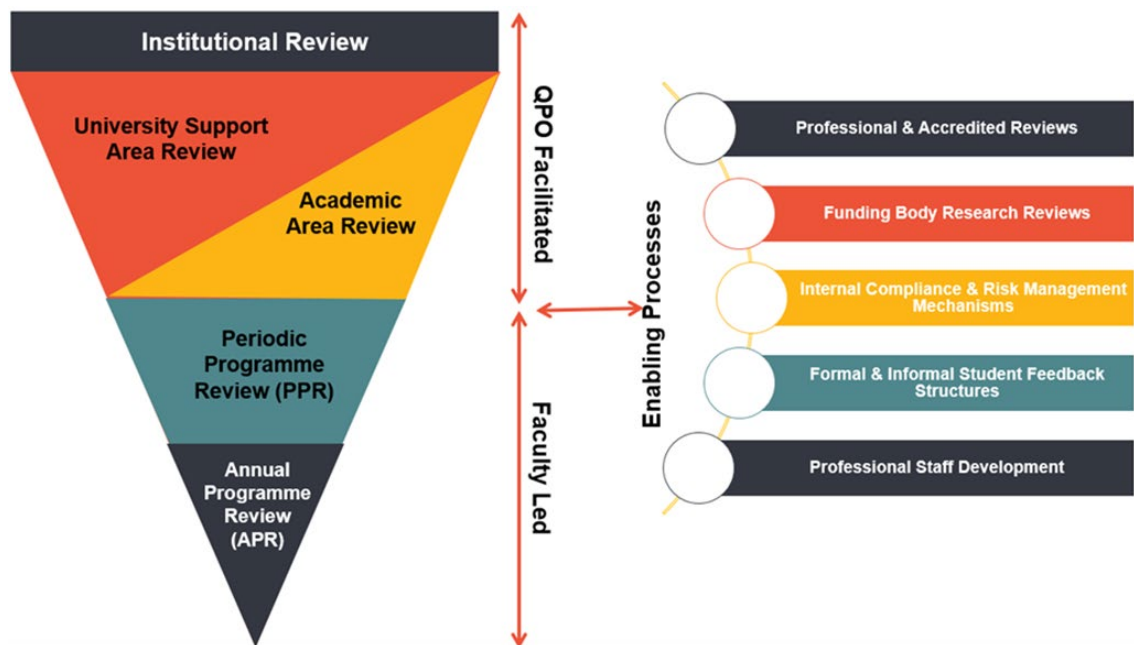 Institutional Review
University Support
Area Review
Academic
Area Review
Periodic
Programme
Review (PPR)
Annual
Programme
Review
(APR)
QPO Facilitated
Faculty Led
Enabling Processes
Professional & Accredited Reviews
Funding Body Research Reviews
Internal Compliance & Risk Management
Mechanisms
Formal & Informal Student Feedback
Structures
Professional Staff Development